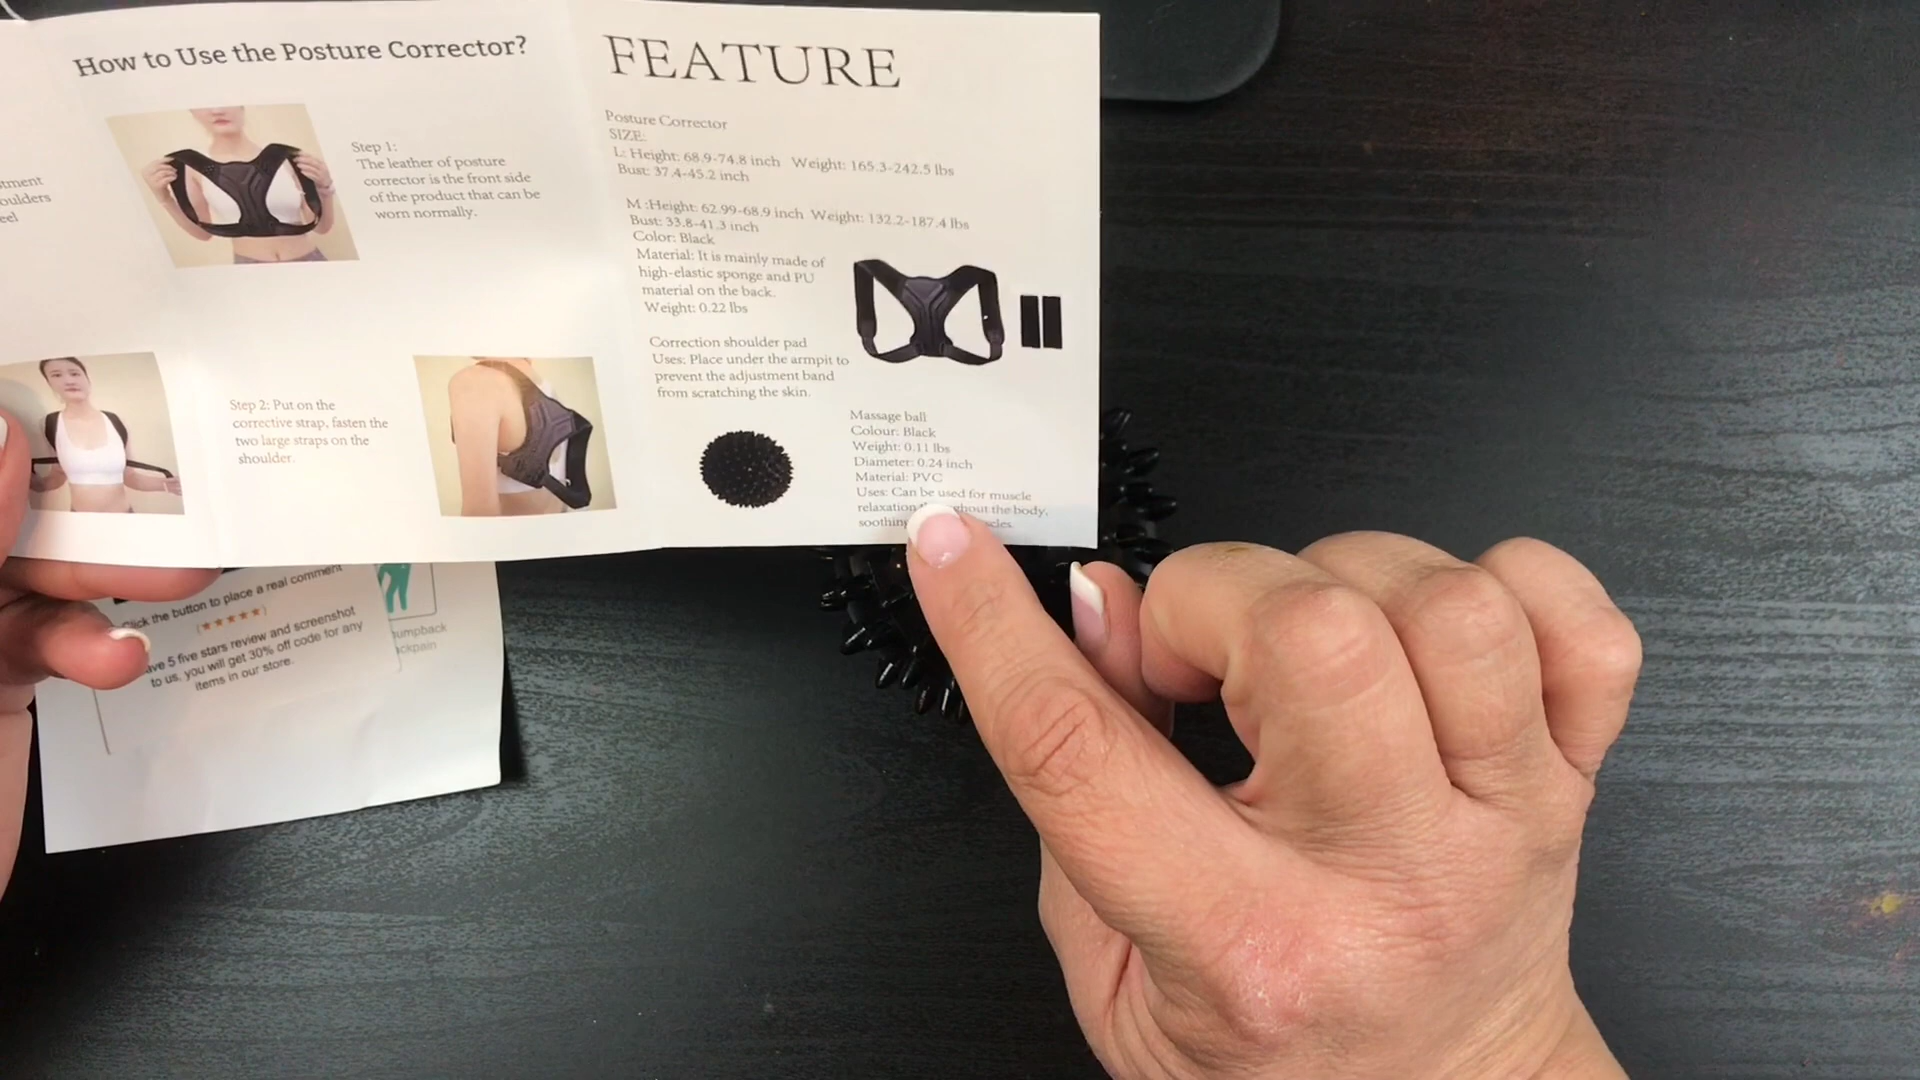 How to Use the Posture Corrector?
Step 1:
The leather of posture
corrector is the front side
of the product that can be
worn normally.
Step 2: Put on the
corrective strap, fasten the
two large straps on the
shoulder.
FEATURE
Posture Corrector
SIZE:
L: Height: 68.9-74.8 inch Weight: 165.3-242.5 lbs
Bust: 37.4-45.2 inch
M :Height: 62.99-68.9 inch Weight: 132.2-187.4 lbs
Bust: 33.8-41.3 inch
Color: Black
Material: It is mainly made of
high-elastic sponge and PU
material on the back.
Weight: 0.22 lbs
Correction shoulder pad
Uses: Place under the armpit to
prevent the adjustment band
from scratching the skin.
Massage ball
Colour: Black
Weight: 0.11 lbs
Diameter: 0.24 inch
Material: PVC
Uses: Can be used for muscle
relaxation the body,
the button to place a real comment
5 five stars review and screenshot
to us, you will get 30% off code for any
items in our store.